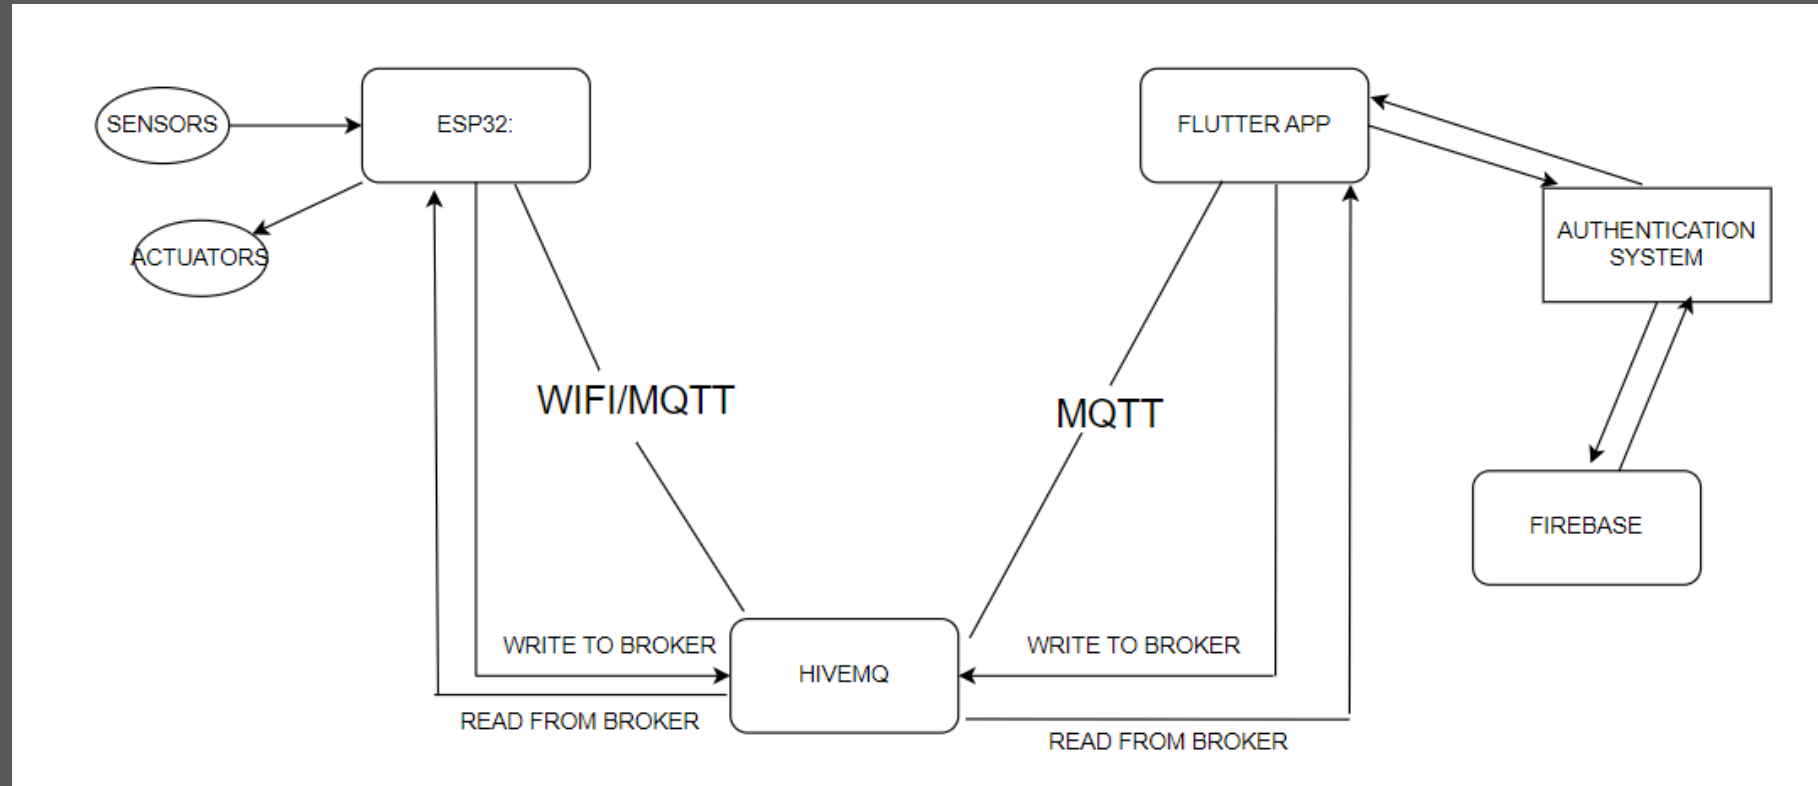 SENSORS
ESP32:
FLUTTER APP
AUTHENTICATION
SYSTEM
ACTUATORS
WIFI/MQTT
MQTT
FIREBASE
WRITE TO BROKER
HIVEMQ
WRITE TO BROKER
READ FROM BROKER
READ FROM BROKER